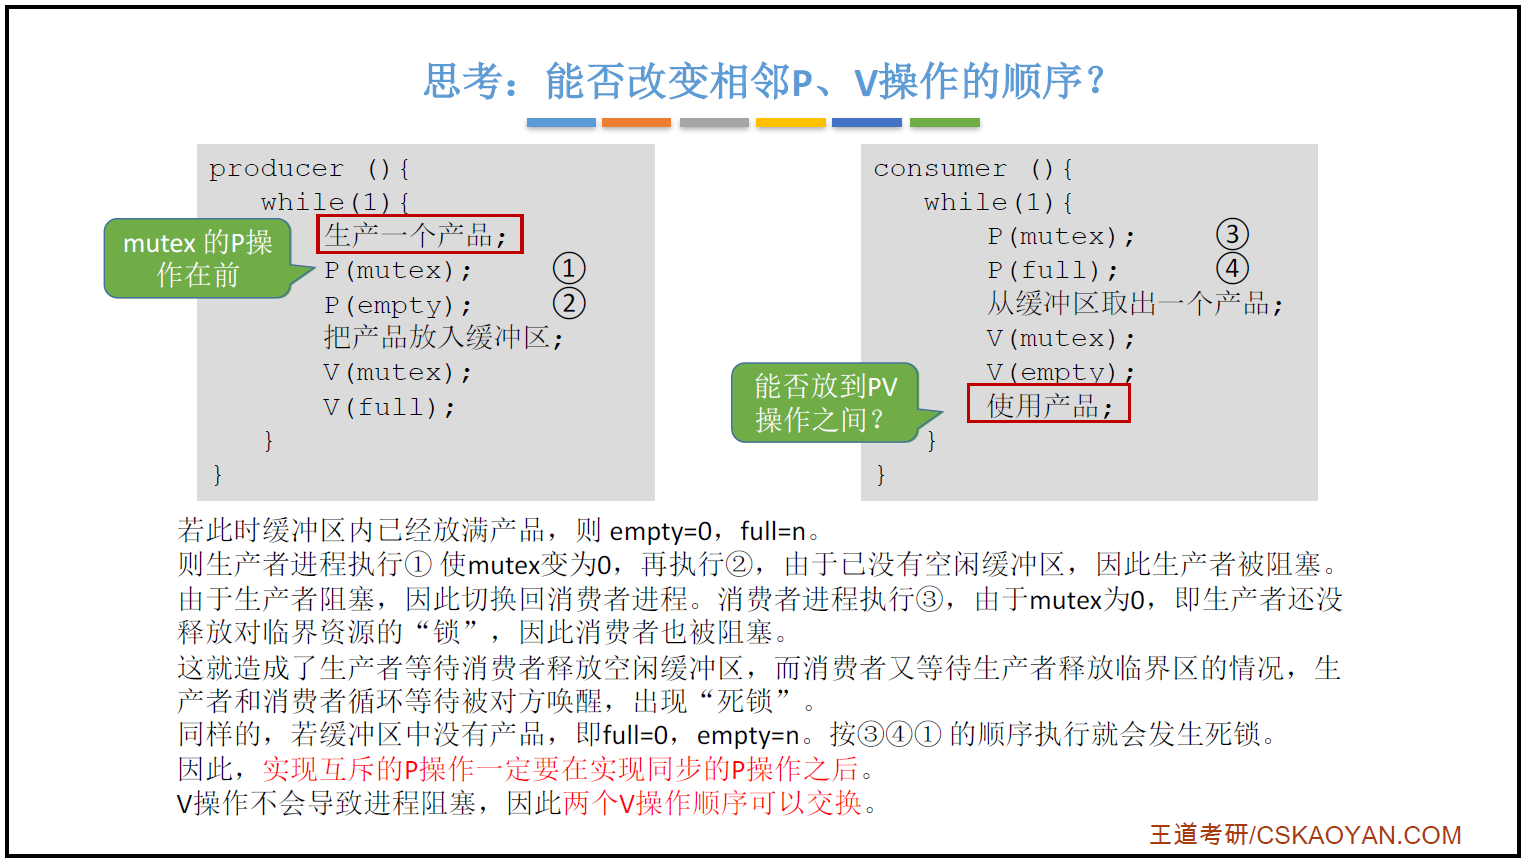 思考：能否改变相邻P、V操作的顺序？
producer (){
while(1){
生产一个产品;
P(mutex); ①
P(empty); ②
把产品放入缓冲区;
V(mutex);
V(full);
}
}
mutex 的P操
作在前
consumer (){
while(1){
P(mutex); ③
P(full); ④
从缓冲区取出一个产品;
V(mutex);
V(empty);
使用产品;
}
}
能否放到PV
操作之间？
若此时缓冲区内已经放满产品，则 empty=0，full=n。
则生产者进程执行① 使mutex变为0，再执行②，由于已没有空闲缓冲区，因此生产者被阻塞。
由于生产者阻塞，因此切换回消费者进程。消费者进程执行③，由于mutex为0，即生产者还没
释放对临界资源的“锁”，因此消费者也被阻塞。
这就造成了生产者等待消费者释放空闲缓冲区，而消费者又等待生产者释放临界区的情况，生
产者和消费者循环等待被对方唤醒，出现“死锁”。
同样的，若缓冲区中没有产品，即full=0，empty=n。按③④① 的顺序执行就会发生死锁。
因此，实现互斥的P操作一定要在实现同步的P操作之后。
V操作不会导致进程阻塞，因此两个V操作顺序可以交换。
王道考研/CSKAOYAN.COM